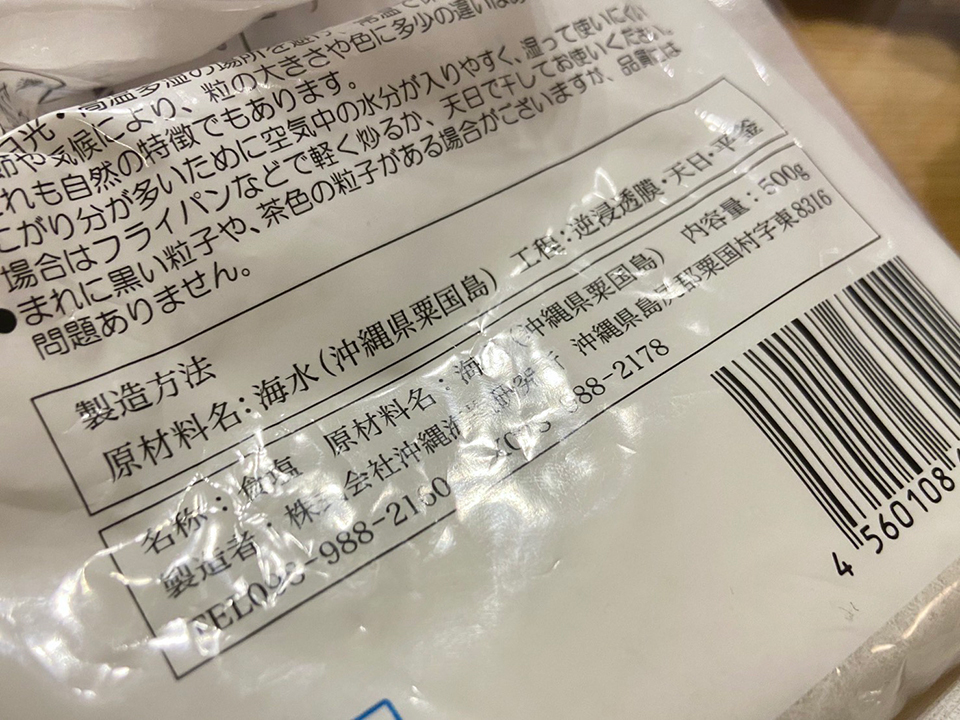 日光・高温多湿の場所を避け、常温で保
節や気候により、粒の大きさや色に多少の違いはあ
れも自然の特徴でもあります。
にがり分が多いために空気中の水分が入りやすく、湿って使いにくい
場合はフライパンなどで軽く炒るか、天日で干してお使いください。
●まれに黒い粒子や、茶色の粒子がある場合がございますが、品質には
問題ありません。
製造方法
原材料名:海水(沖縄県粟国島) 工程:逆浸透膜・天日・平釜
名称:食塩 原材料名:海 (沖縄県粟国島) 内容量:500g
製造者:株式会社沖縄海 沖縄県島尻郡粟国村字東8316
TEL098-988-2160 88-2178
4 560108